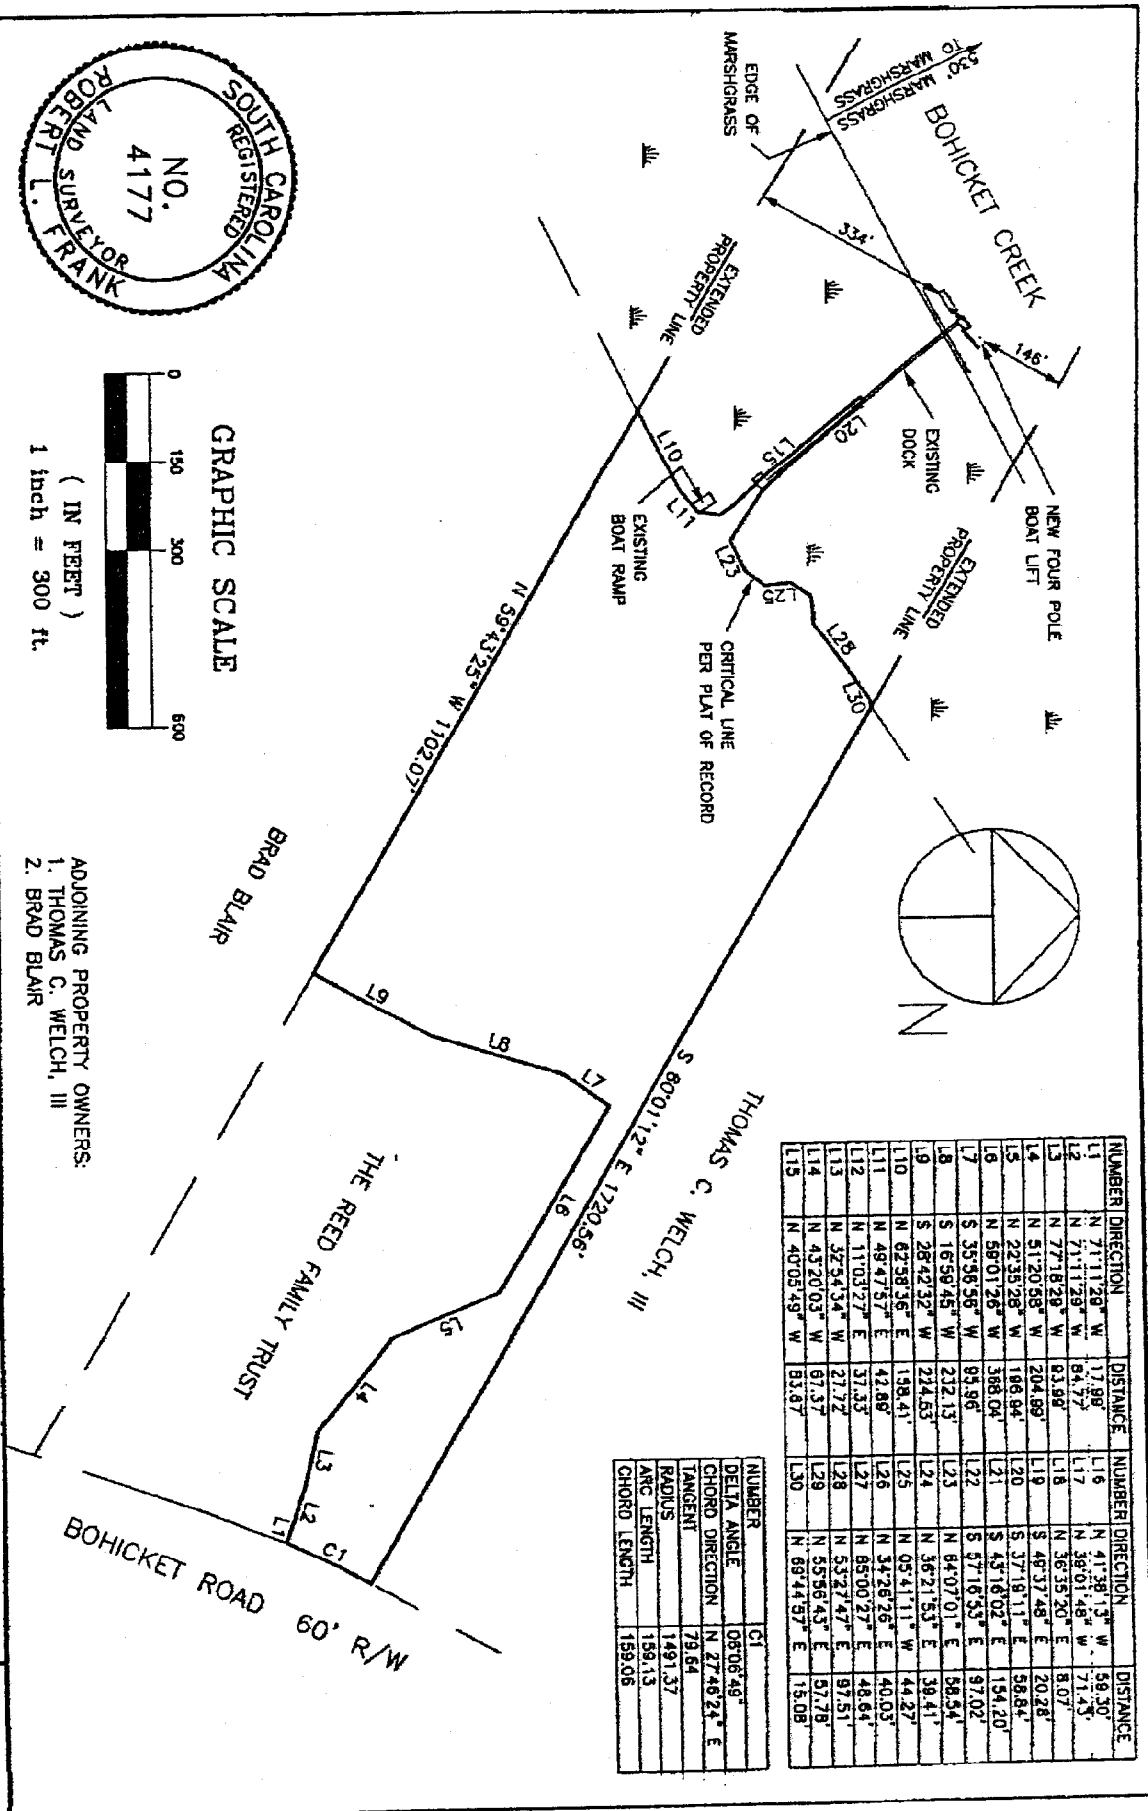 BOHICKET CREEK
530' MARSHGRASS
TO MARSHGRASS
EDGE OF
MARSHGRASS
334'
146'
EXTENDED
PROPERTY LINE
EXISTING
DOCK
NEW FOUR POLE
BOAT LIFT
EXTENDED
PROPERTY LINE
L10
L11
L15
L20
L23
L25
L28
L30
EXISTING
BOAT RAMP
CRITICAL LINE
PER PLAT OF RECORD
N 59°43'25" W 1102.07'
S 60°01'12" E 1720.56'
THOMAS C. WELCH, III
BRAD BLAIR
THE REED FAMILY TRUST
L9
L8
L7
L6
L5
L4
L3
L2
L1
C1
BOHICKET ROAD 60' R/W
N
NUMBER DIRECTION DISTANCE NUMBER DIRECTION DISTANCE
L1 N 71°11'29" W 17.99' L16 N 41°38'13" W 59.30'
L2 N 71°11'29" W 84.77' L17 N 39°01'48" W 71.43'
L3 N 77°18'29" W 93.99' L18 N 36°35'20" E 8.07'
L4 N 51°20'58" W 204.99' L19 S 48°37'48" E 20.28'
L5 N 22°35'28" W 196.94' L20 S 37°19'11" E 58.84'
L6 N 59°01'26" W 368.04' L21 S 43°16'02" E 154.20'
L7 S 35°56'56" W 95.96' L22 S 57°16'53" E 97.02'
L8 S 16°59'45" W 232.13' L23 N 64°07'01" E 58.54'
L9 S 28°42'32" W 224.53' L24 N 36°21'53" E 39.41'
L10 N 62°58'36" E 158.41' L25 N 05°41'11" W 44.27'
L11 N 49°47'57" E 42.89' L26 N 34°26'26" E 40.03'
L12 N 11°03'27" E 37.33' L27 N 85°00'27" E 48.64'
L13 N 32°54'34" W 27.72' L28 N 53°27'47" E 97.51'
L14 N 43°20'03" W 67.37' L29 N 55°56'43" E 57.78'
L15 N 40°05'49" W 83.87' L30 N 69°44'57" E 15.08'
NUMBER C1
DELTA ANGLE 06°06'49"
CHORD DIRECTION N 27°46'24" E
TANGENT 79.64
RADIUS 1491.37
ARC LENGTH 159.13
CHORD LENGTH 159.06
SOUTH CAROLINA
REGISTERED
NO.
4177
LAND SURVEYOR
ROBERT L. FRANK
GRAPHIC SCALE
0 150 300 600
( IN FEET )
1 inch = 300 ft.
ADJOINING PROPERTY OWNERS:
1. THOMAS C. WELCH, III
2. BRAD BLAIR